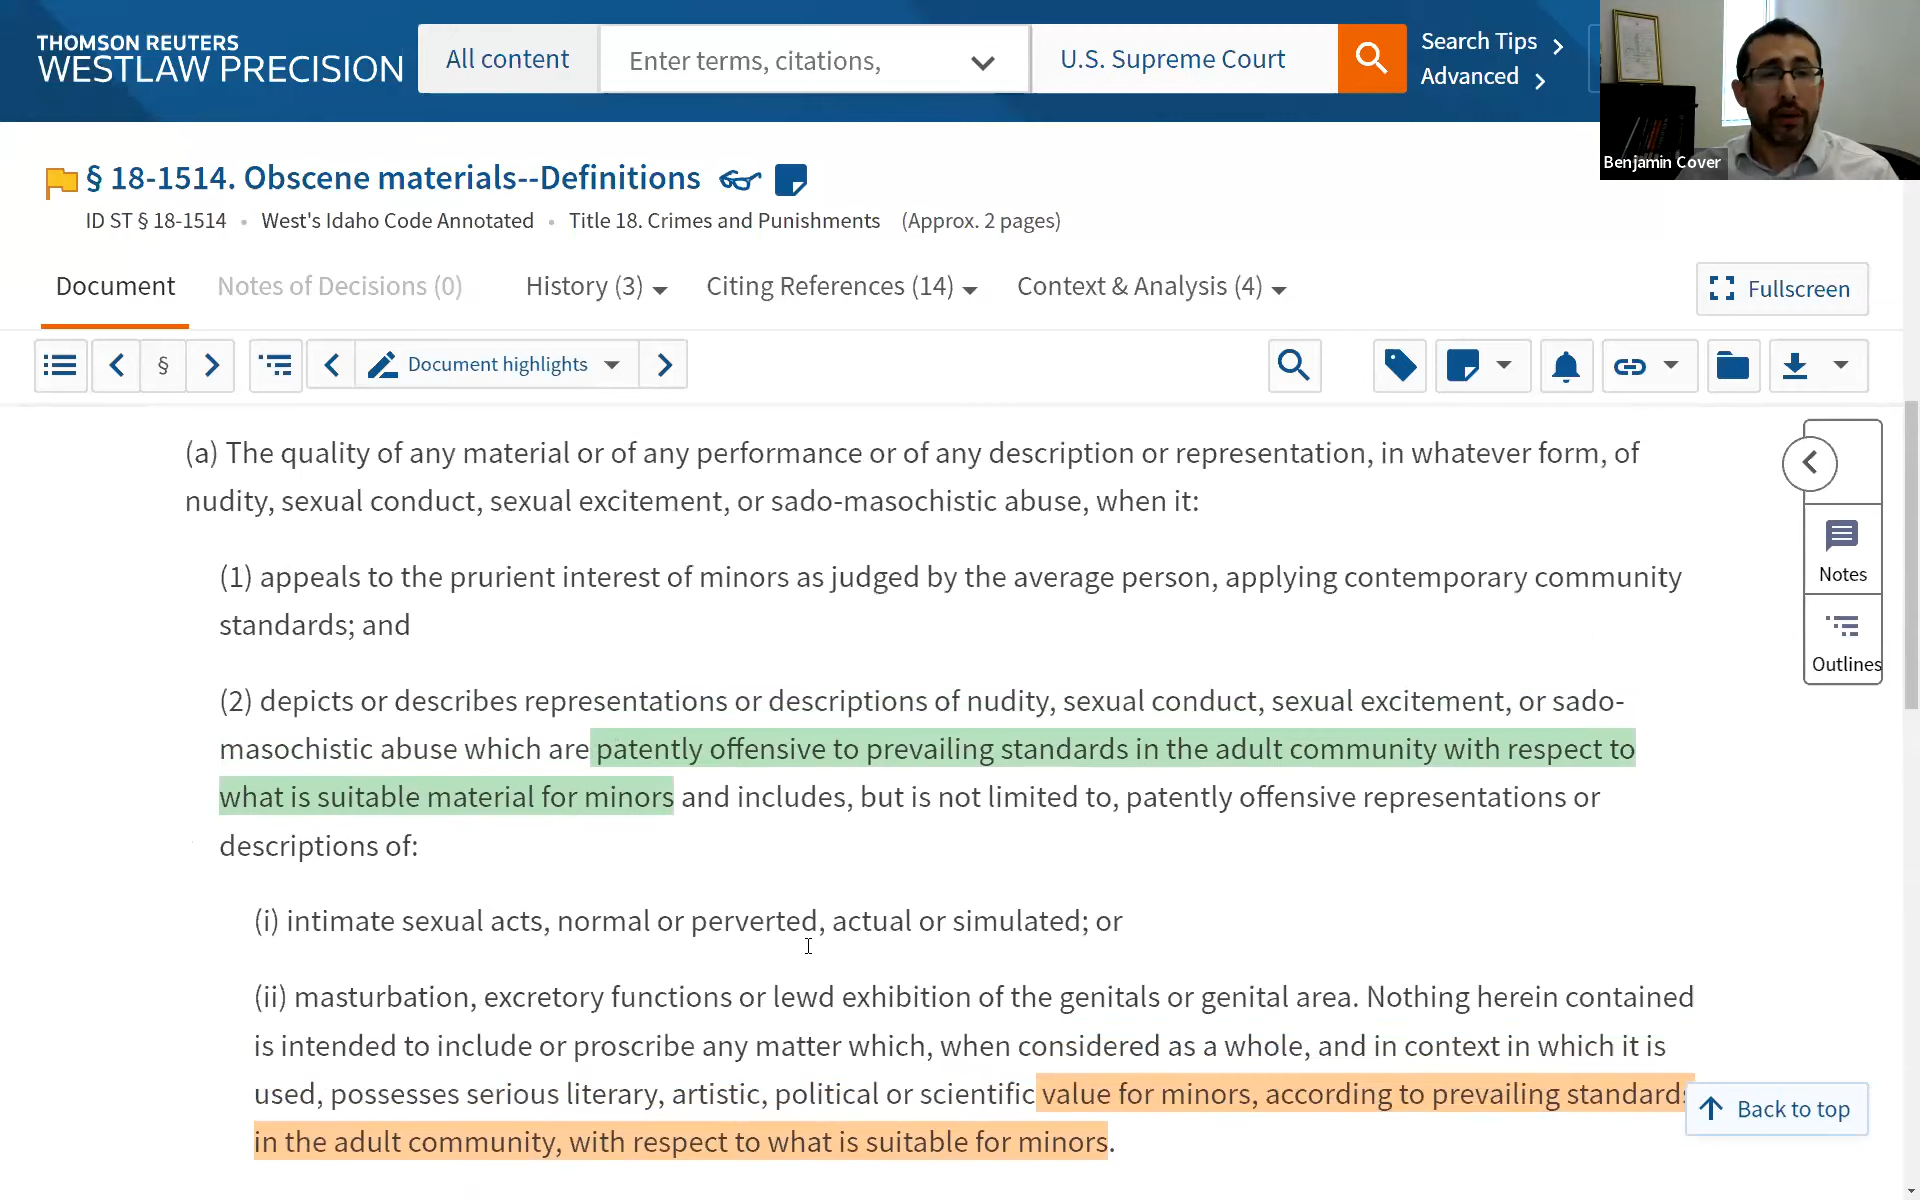 THOMSON REUTERS
WESTLAW PRECISION
All content
Enter terms, citations,
U.S. Supreme Court
Search Tips
Advanced
Benjamin Cover
§ 18-1514. Obscene materials--Definitions
ID ST § 18-1514 • West's Idaho Code Annotated • Title 18. Crimes and Punishments (Approx. 2 pages)
Document
Notes of Decisions (0)
History (3)
Citing References (14)
Context & Analysis (4)
Fullscreen
§
Document highlights
(a) The quality of any material or of any performance or of any description or representation, in whatever form, of
nudity, sexual conduct, sexual excitement, or sado-masochistic abuse, when it:
(1) appeals to the prurient interest of minors as judged by the average person, applying contemporary community
standards; and
(2) depicts or describes representations or descriptions of nudity, sexual conduct, sexual excitement, or sado-
masochistic abuse which are patently offensive to prevailing standards in the adult community with respect to
what is suitable material for minors and includes, but is not limited to, patently offensive representations or
descriptions of:
(i) intimate sexual acts, normal or perverted, actual or simulated; or
(ii) masturbation, excretory functions or lewd exhibition of the genitals or genital area. Nothing herein contained
is intended to include or proscribe any matter which, when considered as a whole, and in context in which it is
used, possesses serious literary, artistic, political or scientific value for minors, according to prevailing standards
in the adult community, with respect to what is suitable for minors.
Notes
Outlines
Back to top